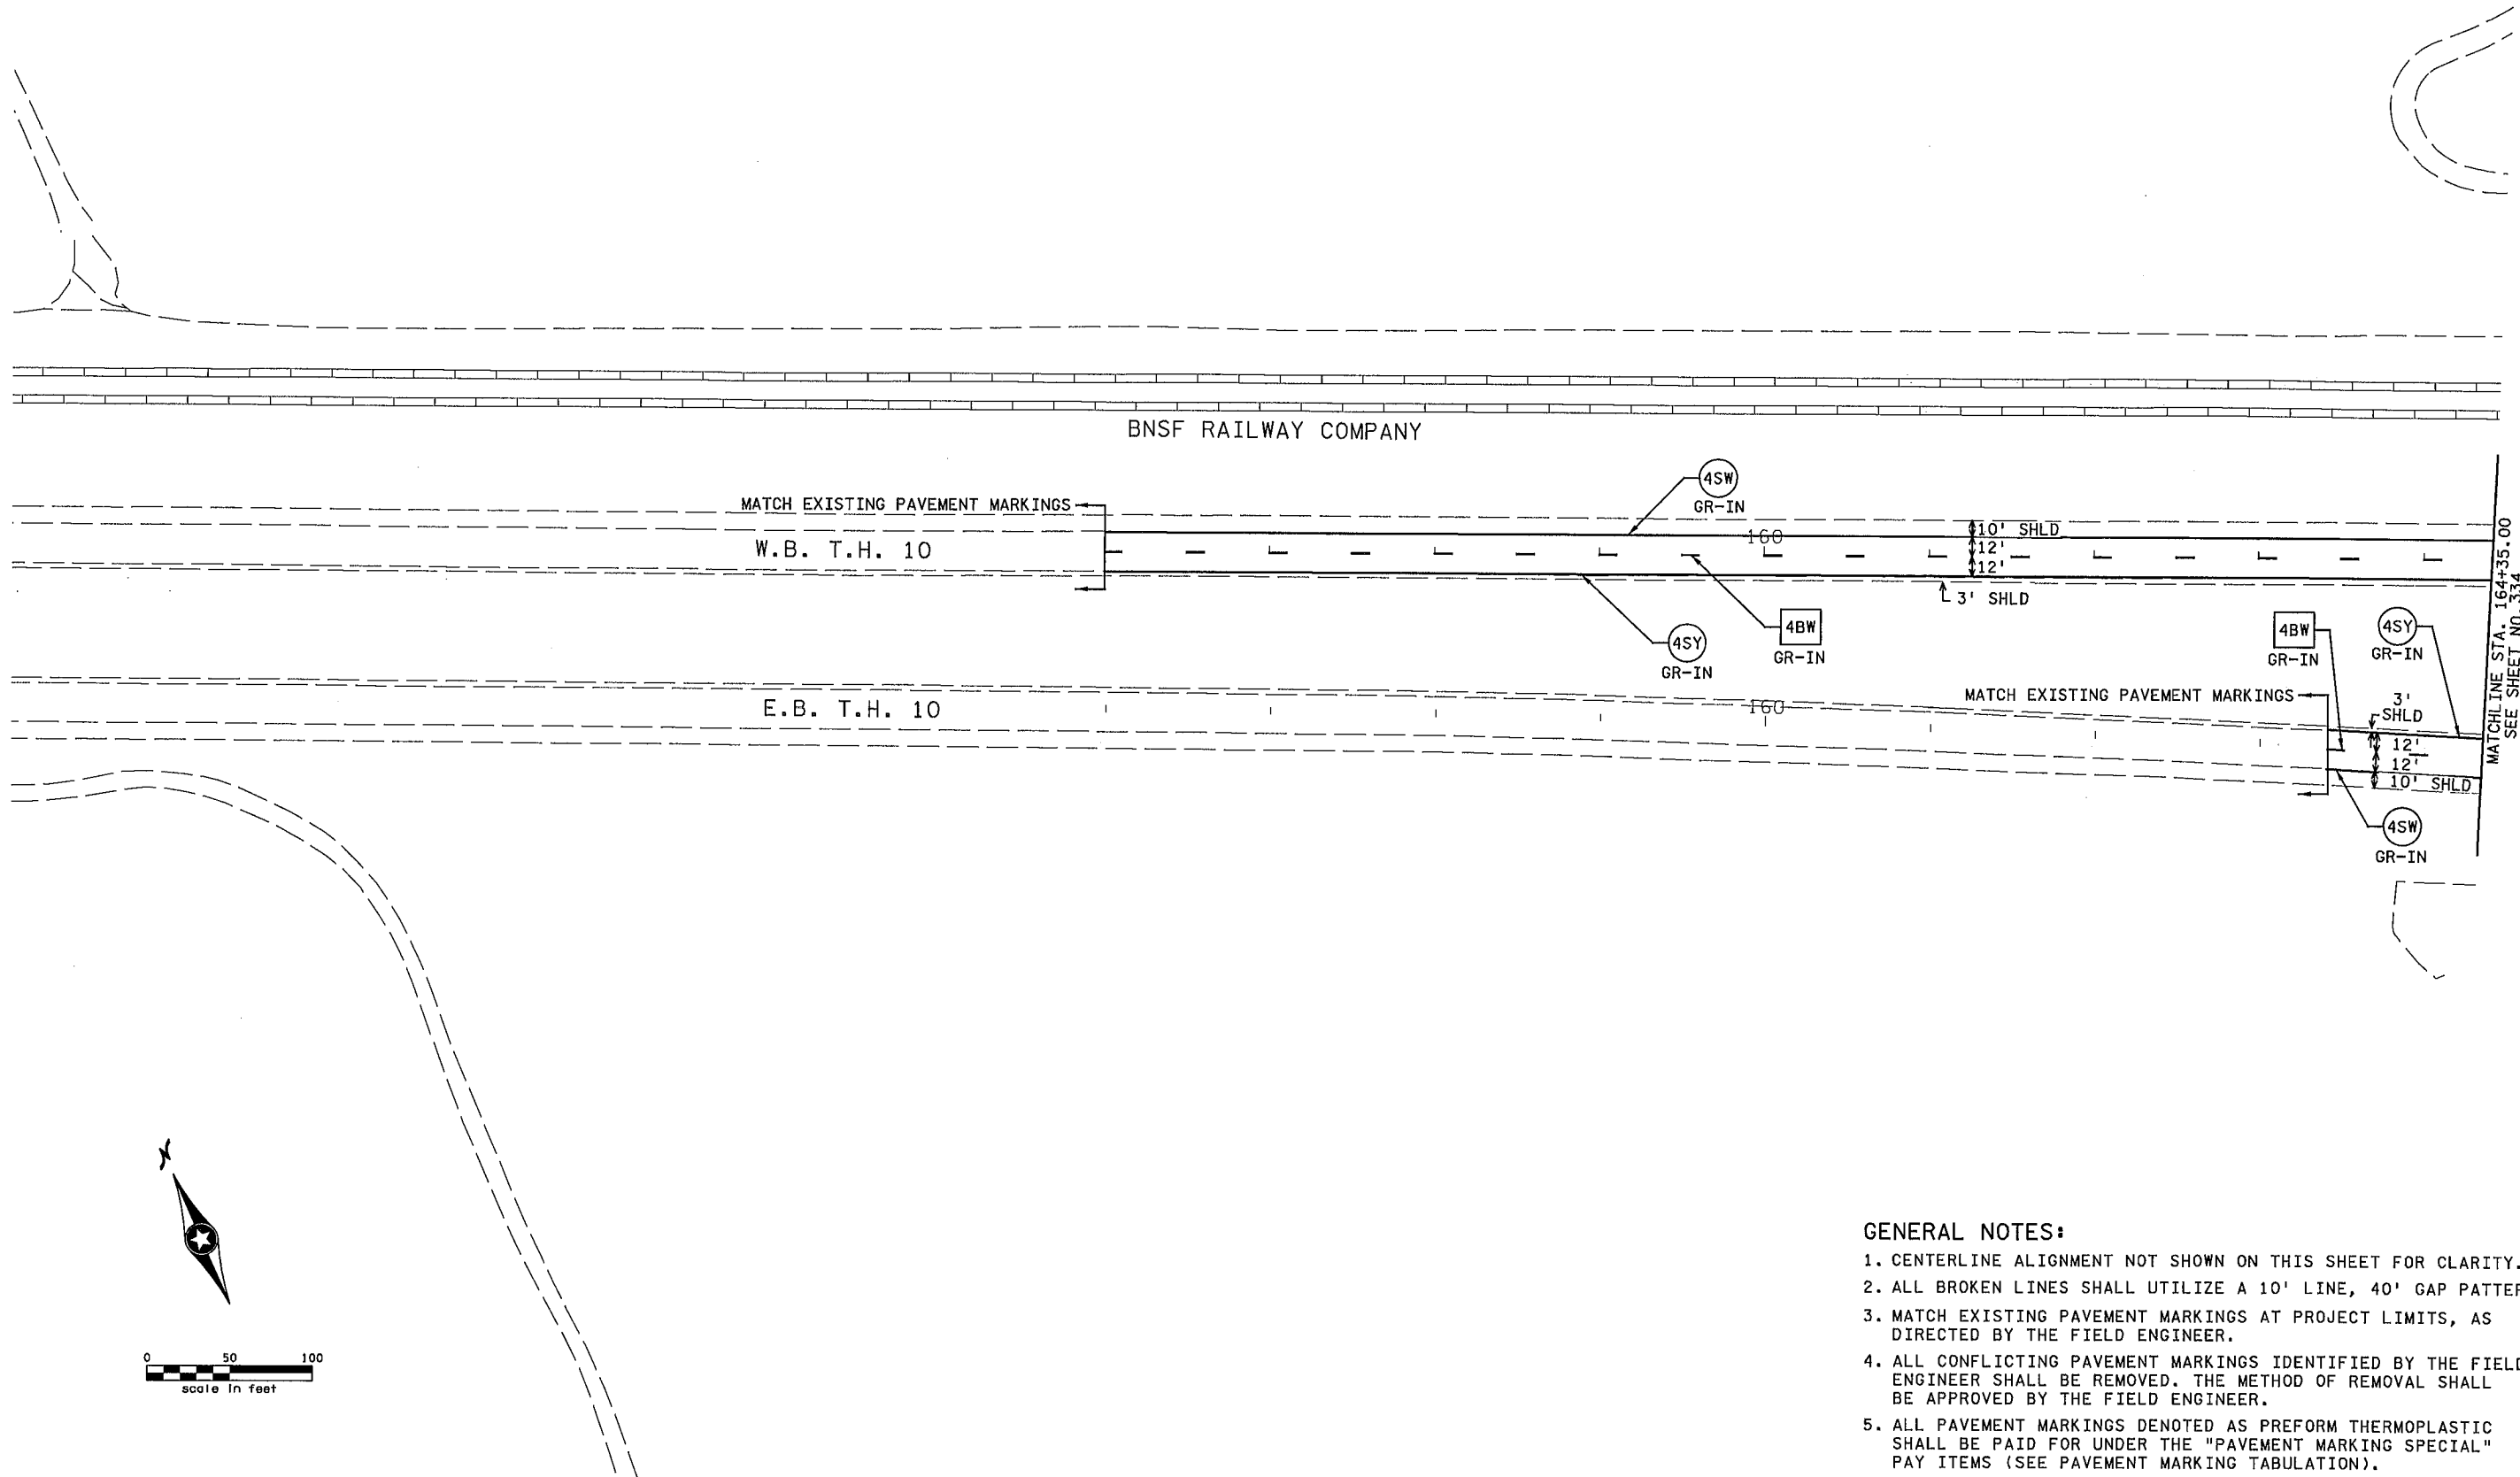 BNSF RAILWAY COMPANY
MATCH EXISTING PAVEMENT MARKINGS
4SW
GR-IN
W.B. T.H. 10
160
10' SHLD
12'
12'
3' SHLD
4SY
GR-IN
4BW
GR-IN
4BW
GR-IN
4SY
GR-IN
MATCHLINE STA. 164+35.00
SEE SHEET NO. 334
E.B. T.H. 10
160
MATCH EXISTING PAVEMENT MARKINGS
3'
SHLD
12'
12'
10' SHLD
4SW
GR-IN
N
0 50 100
scale in feet
GENERAL NOTES:
1. CENTERLINE ALIGNMENT NOT SHOWN ON THIS SHEET FOR CLARITY.
2. ALL BROKEN LINES SHALL UTILIZE A 10' LINE, 40' GAP PATTER
3. MATCH EXISTING PAVEMENT MARKINGS AT PROJECT LIMITS, AS
DIRECTED BY THE FIELD ENGINEER.
4. ALL CONFLICTING PAVEMENT MARKINGS IDENTIFIED BY THE FIELD
ENGINEER SHALL BE REMOVED. THE METHOD OF REMOVAL SHALL
BE APPROVED BY THE FIELD ENGINEER.
5. ALL PAVEMENT MARKINGS DENOTED AS PREFORM THERMOPLASTIC
SHALL BE PAID FOR UNDER THE "PAVEMENT MARKING SPECIAL"
PAY ITEMS (SEE PAVEMENT MARKING TABULATION).